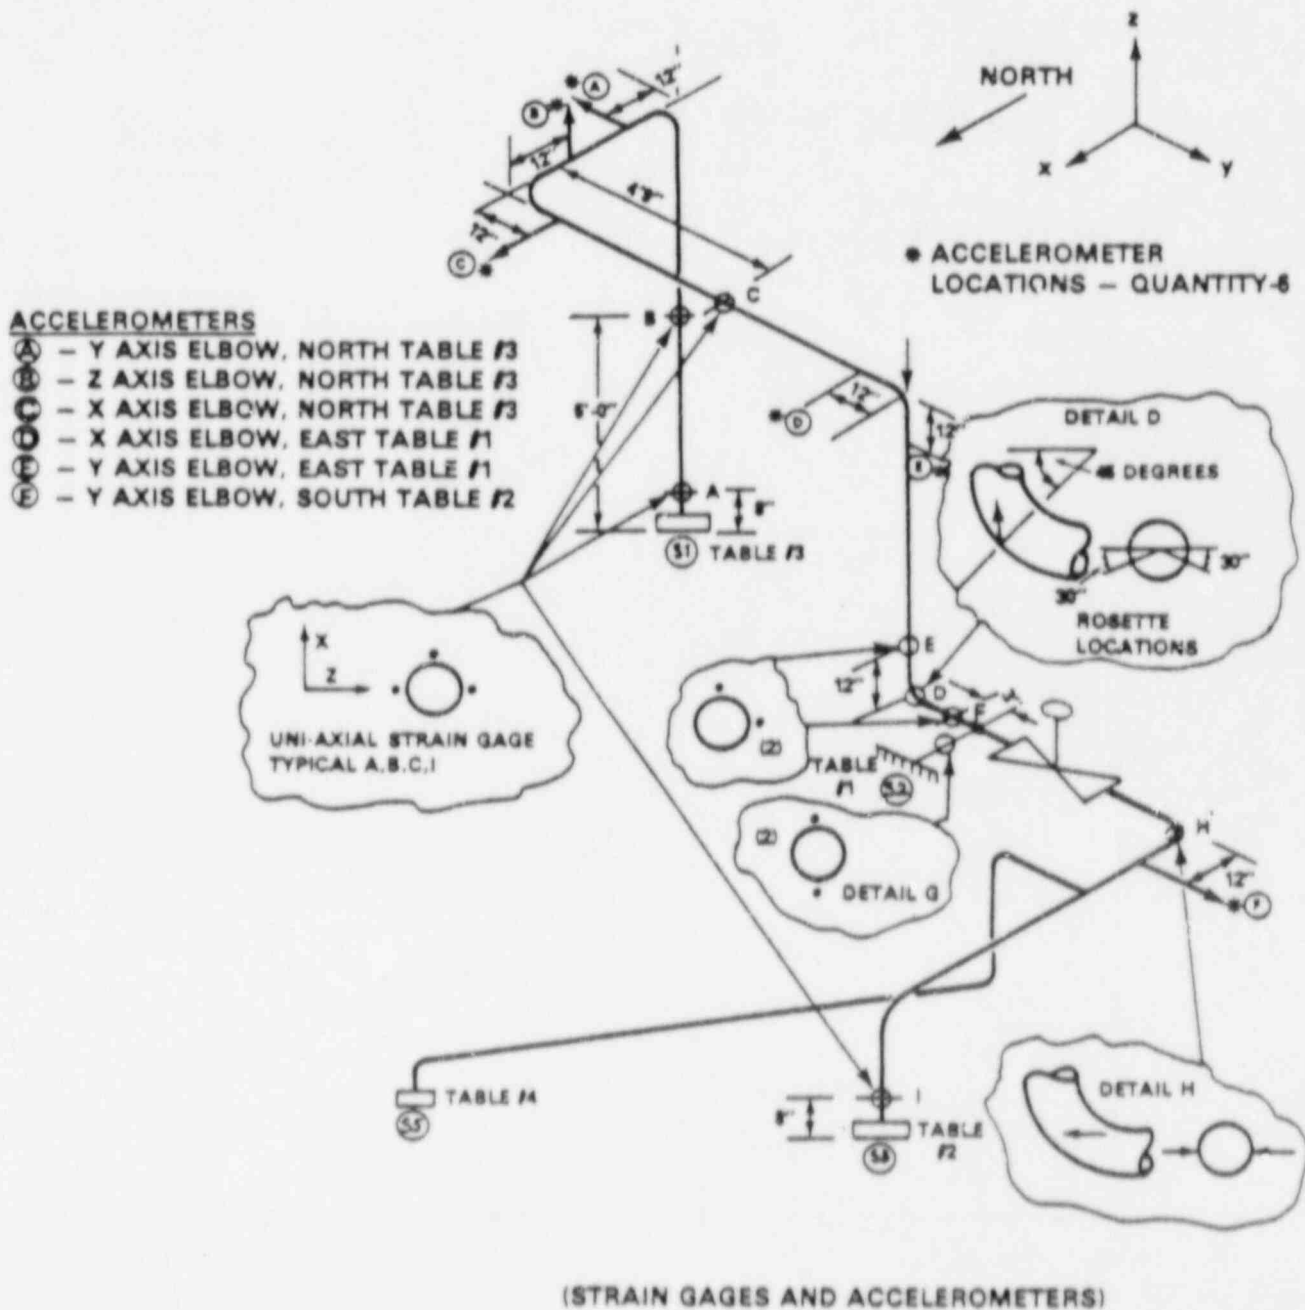 Z
NORTH
X
Y
* ACCELEROMETER
LOCATIONS – QUANTITY-6
12"
A
B
12"
4'9"
12"
C
C
B
ACCELEROMETERS
A – Y AXIS ELBOW, NORTH TABLE #3
B – Z AXIS ELBOW, NORTH TABLE #3
C – X AXIS ELBOW, NORTH TABLE #3
D – X AXIS ELBOW, EAST TABLE #1
– Y AXIS ELBOW, EAST TABLE #1
– Y AXIS ELBOW, SOUTH TABLE #2
12"
D
12"
DETAIL D
45 DEGREES
30°
30°
ROSETTE
LOCATIONS
A
8"
S1
TABLE #3
X
Z
UNI-AXIAL STRAIN GAGE
TYPICAL A,B,C,I
E
12"
D
F
(2)
TABLE
#1
(2)
DETAIL G
H
12"
F
TABLE #4
S5
I
8"
TABLE
#2
DETAIL H
(STRAIN GAGES AND ACCELEROMETERS)